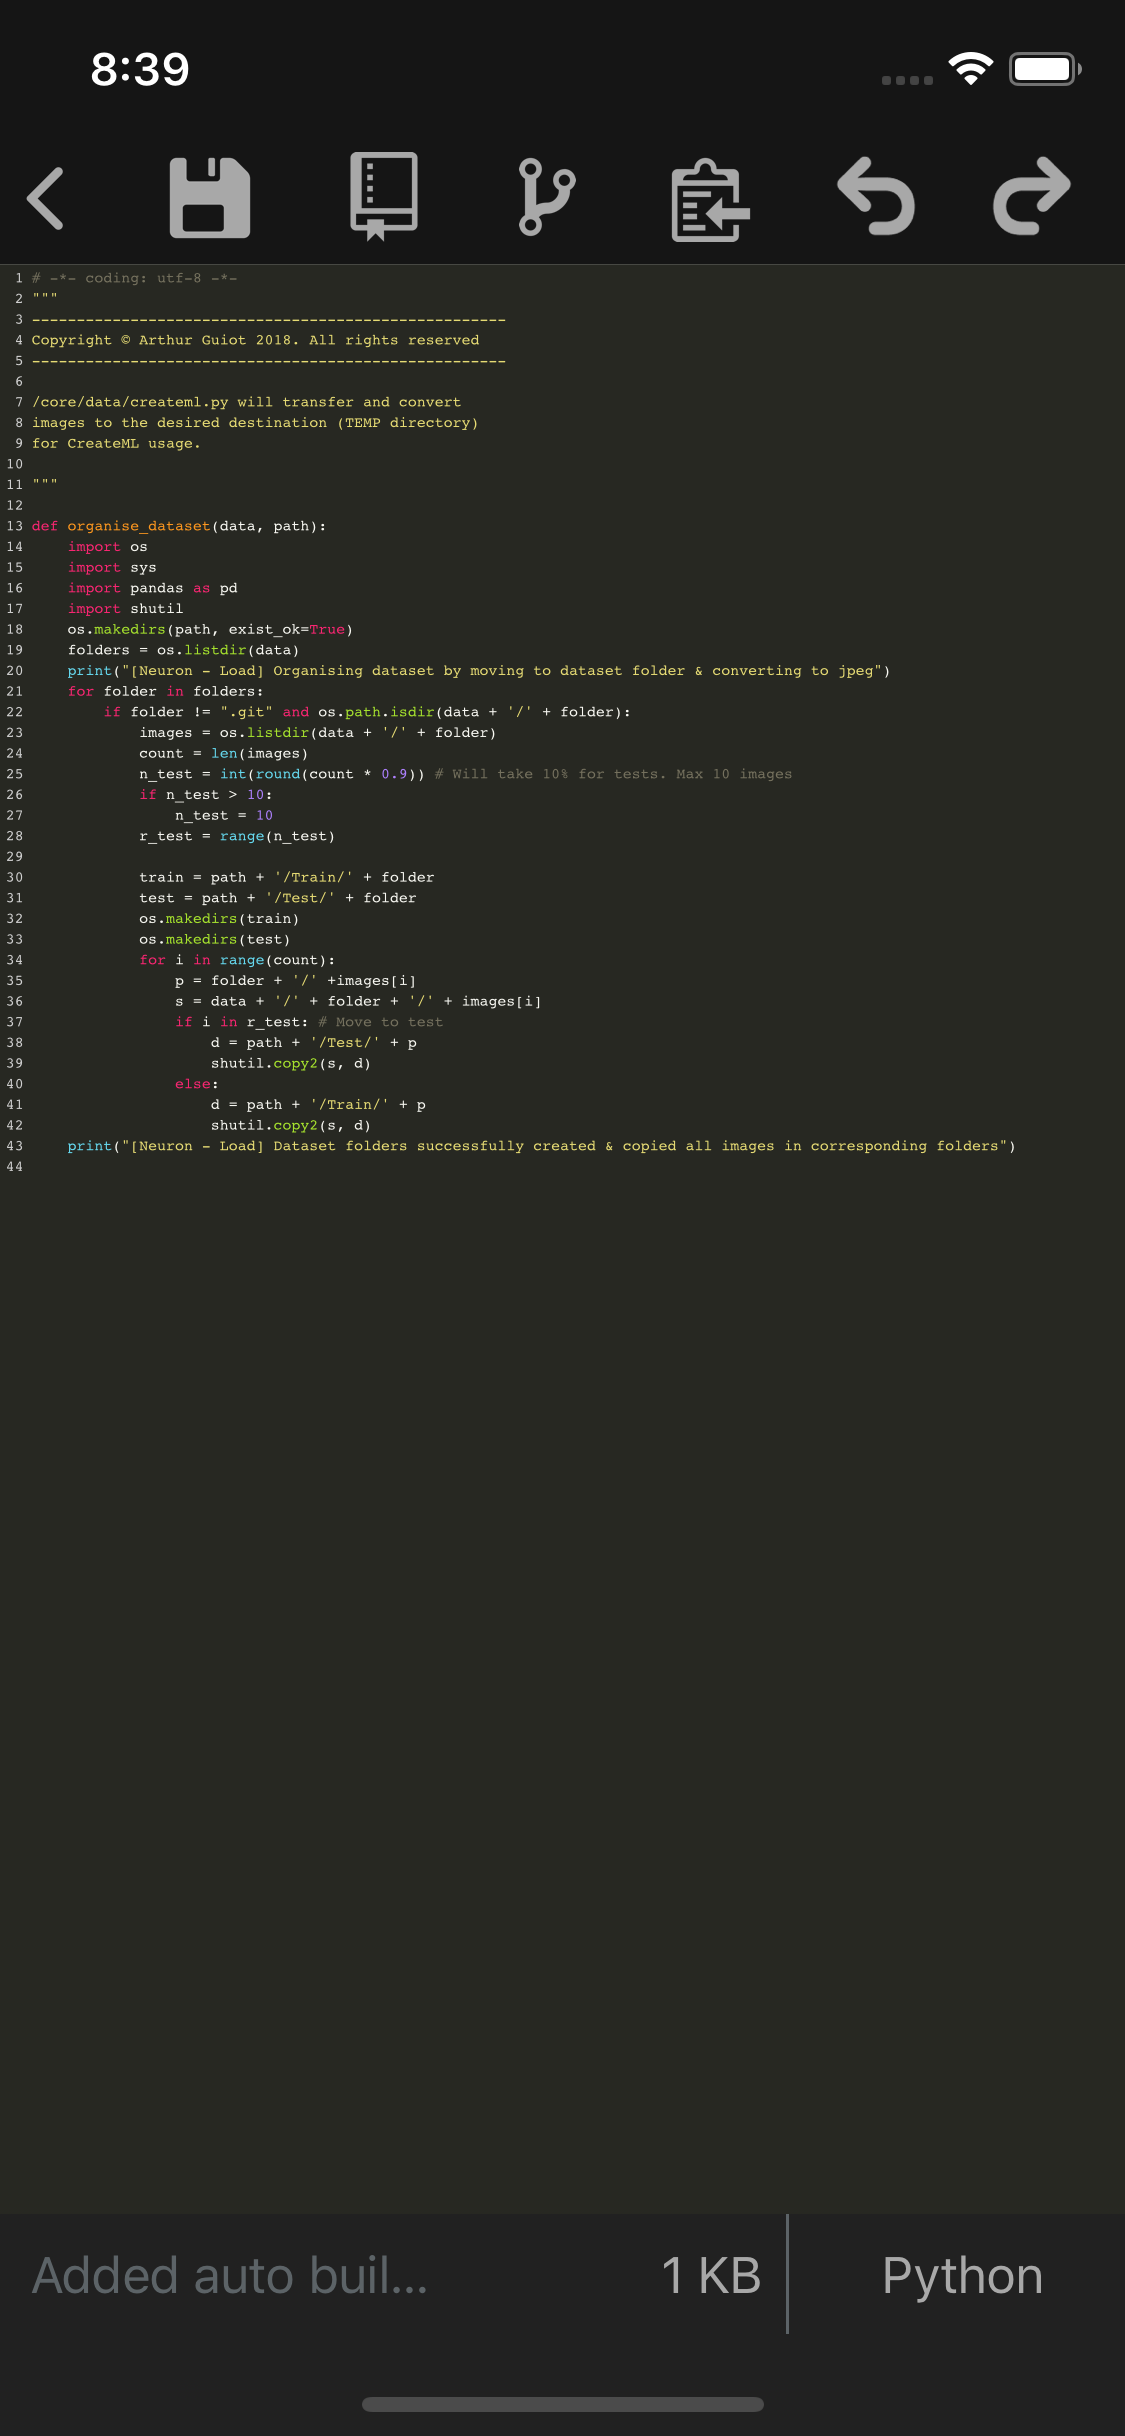 8:39
1 # -*- coding: utf-8 -*-
2 """
3 -----------------------------------------------------
4 Copyright © Arthur Guiot 2018. All rights reserved
5 -----------------------------------------------------
6
7 /core/data/createml.py will transfer and convert
8 images to the desired destination (TEMP directory)
9 for CreateML usage.
10
11 """
12
13 def organise_dataset(data, path):
14     import os
15     import sys
16     import pandas as pd
17     import shutil
18     os.makedirs(path, exist_ok=True)
19     folders = os.listdir(data)
20     print("[Neuron - Load] Organising dataset by moving to dataset folder & converting to jpeg")
21     for folder in folders:
22         if folder != ".git" and os.path.isdir(data + '/' + folder):
23             images = os.listdir(data + '/' + folder)
24             count = len(images)
25             n_test = int(round(count * 0.9)) # Will take 10% for tests. Max 10 images
26             if n_test > 10:
27                 n_test = 10
28             r_test = range(n_test)
29
30             train = path + '/Train/' + folder
31             test = path + '/Test/' + folder
32             os.makedirs(train)
33             os.makedirs(test)
34             for i in range(count):
35                 p = folder + '/' +images[i]
36                 s = data + '/' + folder + '/' + images[i]
37                 if i in r_test: # Move to test
38                     d = path + '/Test/' + p
39                     shutil.copy2(s, d)
40                 else:
41                     d = path + '/Train/' + p
42                     shutil.copy2(s, d)
43     print("[Neuron - Load] Dataset folders successfully created & copied all images in corresponding folders")
44
Added auto buil... 1 KB Python